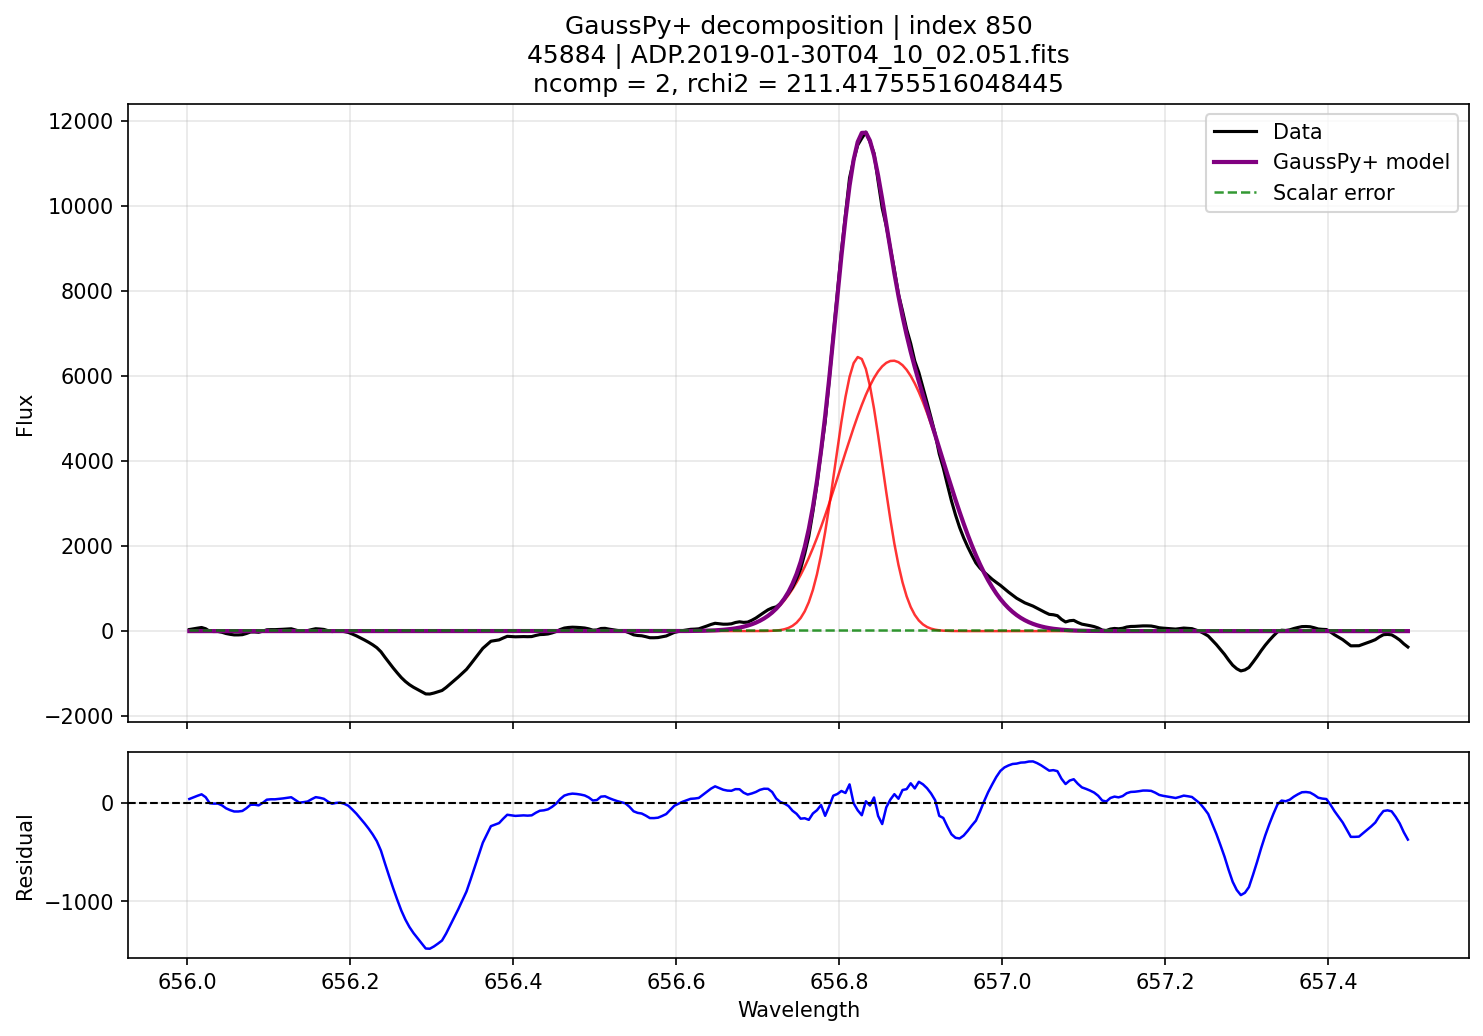 GaussPy+ decomposition | index 850
45884 | ADP.2019-01-30T04_10_02.051.fits
ncomp = 2, rchi2 = 211.41755516048445
12000
10000
8000
6000
4000
2000
0
−2000
Flux
Data
GaussPy+ model
Scalar error
0
−1000
Residual
656.0
656.2
656.4
656.6
656.8
657.0
657.2
657.4
Wavelength